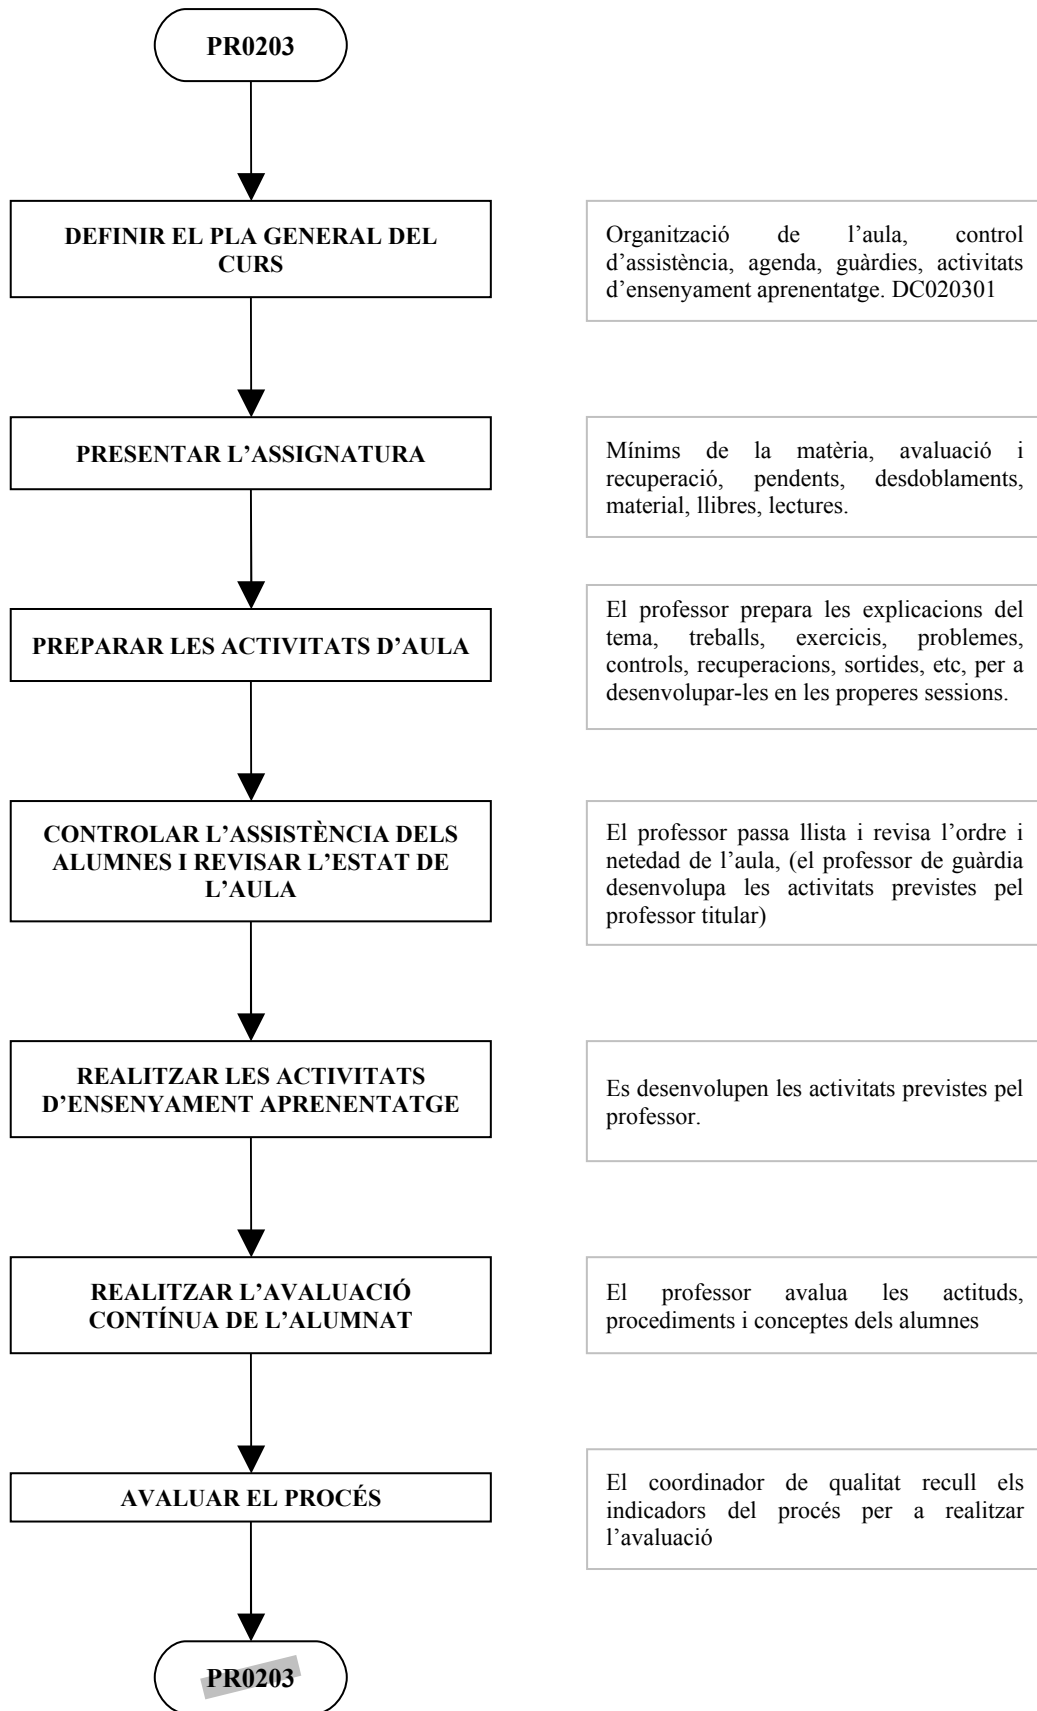 PR0203
DEFINIR EL PLA GENERAL DEL
CURS
Organització de l’aula, control
d’assistència, agenda, guàrdies, activitats
d’ensenyament aprenentatge. DC020301
PRESENTAR L’ASSIGNATURA
Mínims de la matèria, avaluació i
recuperació, pendents, desdoblaments,
material, llibres, lectures.
PREPARAR LES ACTIVITATS D’AULA
El professor prepara les explicacions del
tema, treballs, exercicis, problemes,
controls, recuperacions, sortides, etc, per a
desenvolupar-les en les properes sessions.
CONTROLAR L’ASSISTÈNCIA DELS
ALUMNES I REVISAR L’ESTAT DE
L’AULA
El professor passa llista i revisa l’ordre i
netedad de l’aula, (el professor de guàrdia
desenvolupa les activitats previstes pel
professor titular)
REALITZAR LES ACTIVITATS
D’ENSENYAMENT APRENENTATGE
Es desenvolupen les activitats previstes pel
professor.
REALITZAR L’AVALUACIÓ
CONTÍNUA DE L’ALUMNAT
El professor avalua les actituds,
procediments i conceptes dels alumnes
AVALUAR EL PROCÉS
El coordinador de qualitat recull els
indicadors del procés per a realitzar
l’avaluació
PR0203